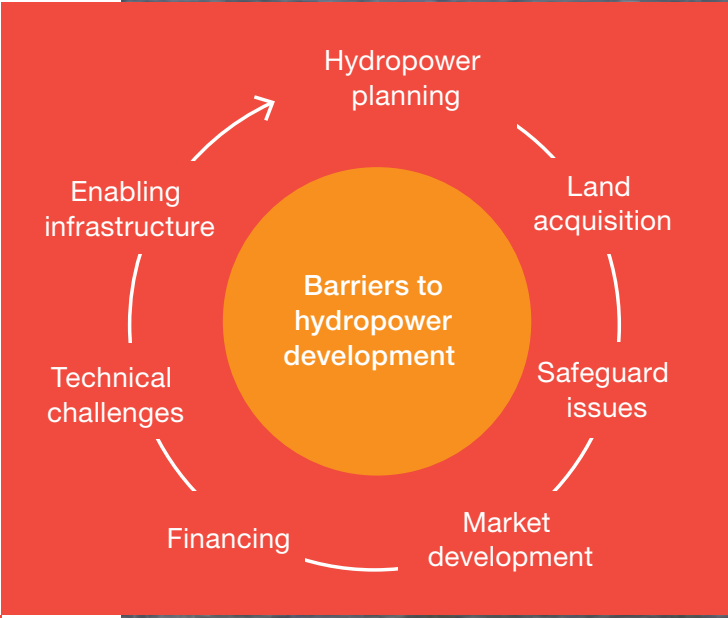 Hydropower
planning
Land
acquisition
Safeguard
issues
Market
development
Financing
Technical
challenges
Enabling
infrastructure
Barriers to
hydropower
development